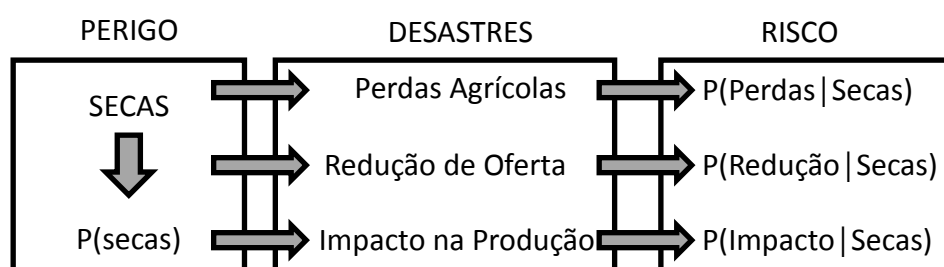 PERIGO DESASTRES RISCO
SECAS
P(secas)
Perdas Agrícolas
Redução de Oferta
Impacto na Produção
P(Perdas|Secas)
P(Redução|Secas)
P(Impacto|Secas)